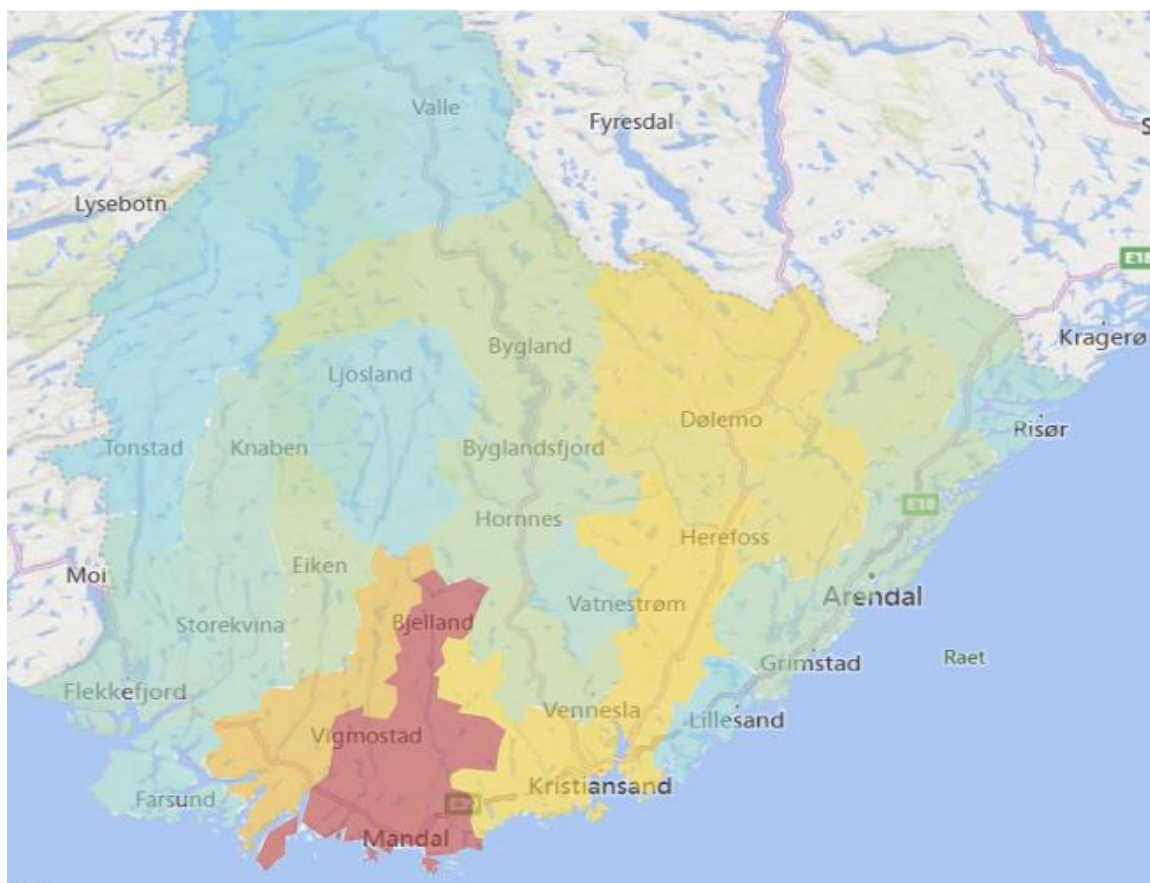 Valle
Fyresdal
S
Lysebotn
E18
Kragerø
Bygland
Ljosland
Dølemo
Risør
Tonstad
Knaben
Byglandsfjord
E18
Hornnes
Herefoss
Eiken
Moi
Vatnestrøm
Arendal
Bjelland
Storekvina
Raet
Grimstad
Flekkefjord
Vennesla
Lillesand
Vigmostad
Kristiansand
Farsund
Mandal